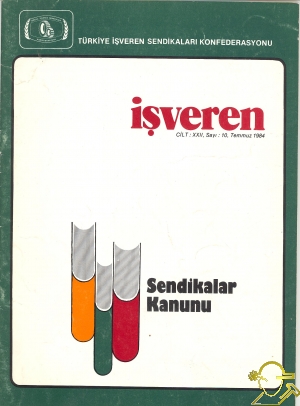 TÜRKİYE İŞVEREN SENDİKALARI KONFEDERASYONU
işveren
CİLT: XXII, Sayı: 10, Temmuz 1984
Sendikalar
Kanunu